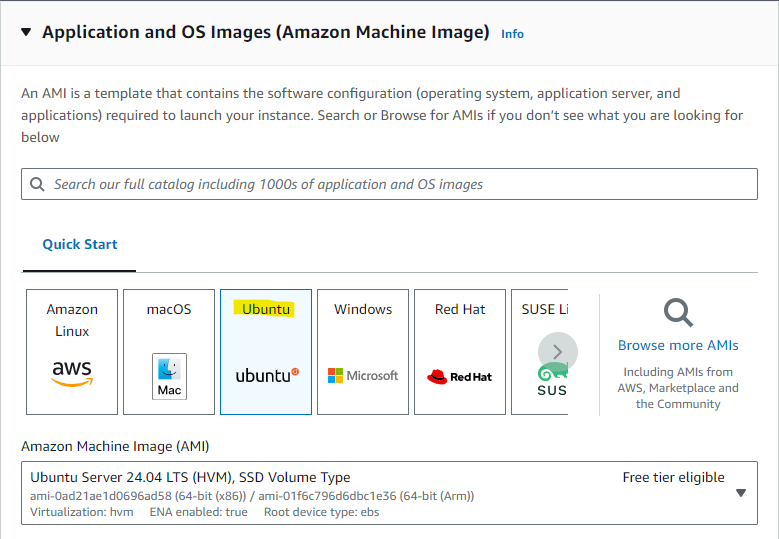 Application and OS Images (Amazon Machine Image) Info
An AMI is a template that contains the software configuration (operating system, application server, and
applications) required to launch your instance. Search or Browse for AMIs if you don't see what you are looking for
below
Search our full catalog including 1000s of application and OS images
Quick Start
Amazon
Linux
aws
macOS
Mac
Ubuntu
ubuntu
Windows
Microsoft
Red Hat
Red Hat
SUSE Li
SUS
Browse more AMIs
Including AMIs from
AWS, Marketplace and
the Community
Amazon Machine Image (AMI)
Ubuntu Server 24.04 LTS (HVM), SSD Volume Type Free tier eligible
ami-0ad21ae1d0696ad58 (64-bit (x86)) / ami-01f6c796d6dbc1e36 (64-bit (Arm))
Virtualization: hvm ENA enabled: true Root device type: ebs